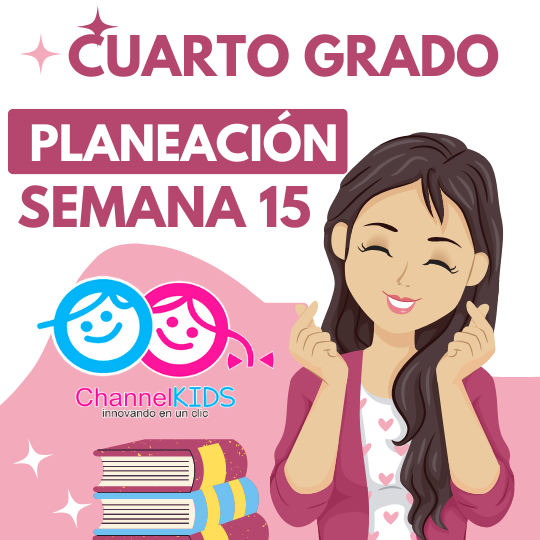 CUARTO GRADO
PLANEACIÓN
SEMANA 15
ChannelKIDS
innovando en un clic